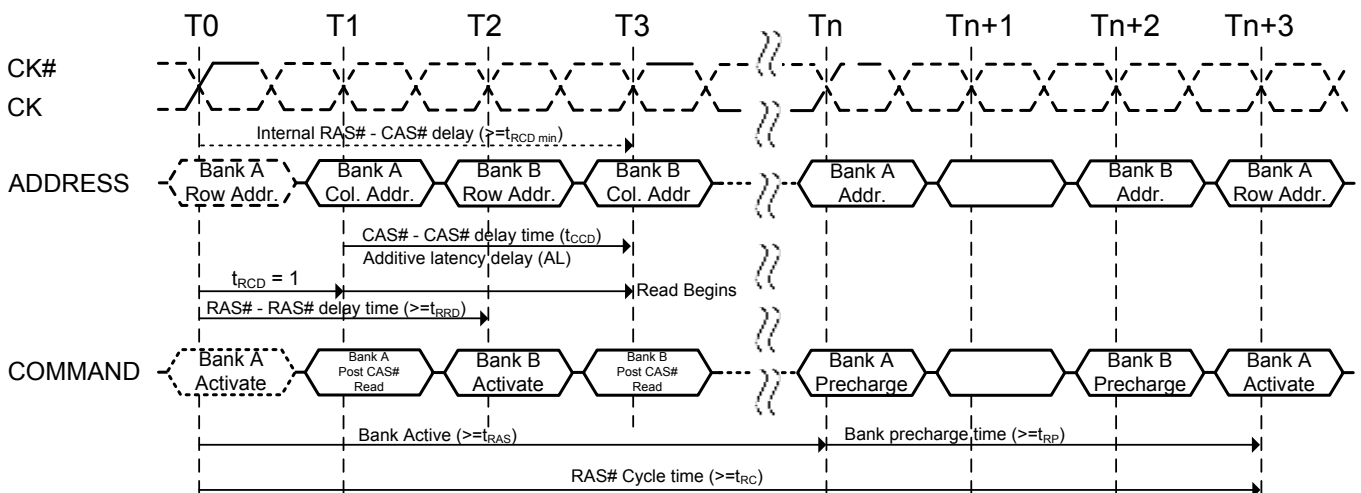 T0 T1 T2 T3 Tn Tn+1 Tn+2 Tn+3
CK#
CK
Internal RAS# - CAS# delay (>=tRCD min)
ADDRESS
Bank A
Row Addr.
Bank A
Col. Addr.
Bank B
Row Addr.
Bank B
Col. Addr
Bank A
Addr.
Bank B
Addr.
Bank A
Row Addr.
CAS# - CAS# delay time (tCCD)
Additive latency delay (AL)
tRCD = 1
Read Begins
RAS# - RAS# delay time (>=tRRD)
COMMAND
Bank A
Activate
Bank A
Post CAS#
Read
Bank B
Activate
Bank B
Post CAS#
Read
Bank A
Precharge
Bank B
Precharge
Bank A
Activate
Bank Active (>=tRAS)
Bank precharge time (>=tRP)
RAS# Cycle time (>=tRC)